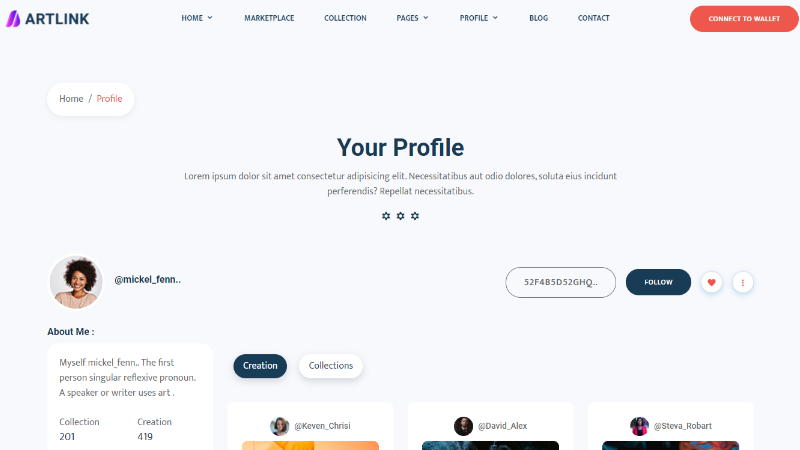 ARTLINK
HOME
MARKETPLACE
COLLECTION
PAGES
PROFILE
BLOG
CONTACT
CONNECT TO WALLET
Home / Profile
Your Profile
Lorem ipsum dolor sit amet consectetur adipisicing elit. Necessitatibus aut odio dolores, soluta eius incidunt
perferendis? Repellat necessitatibus.
@mickel_fenn..
52F4B5D52GHQ..
FOLLOW
About Me :
Myself mickel_fenn.. The first
person singular reflexive pronoun.
A speaker or writer uses art .
Collection
201
Creation
419
Creation
Collections
@Keven_Chrisi
@David_Alex
@Steva_Robart